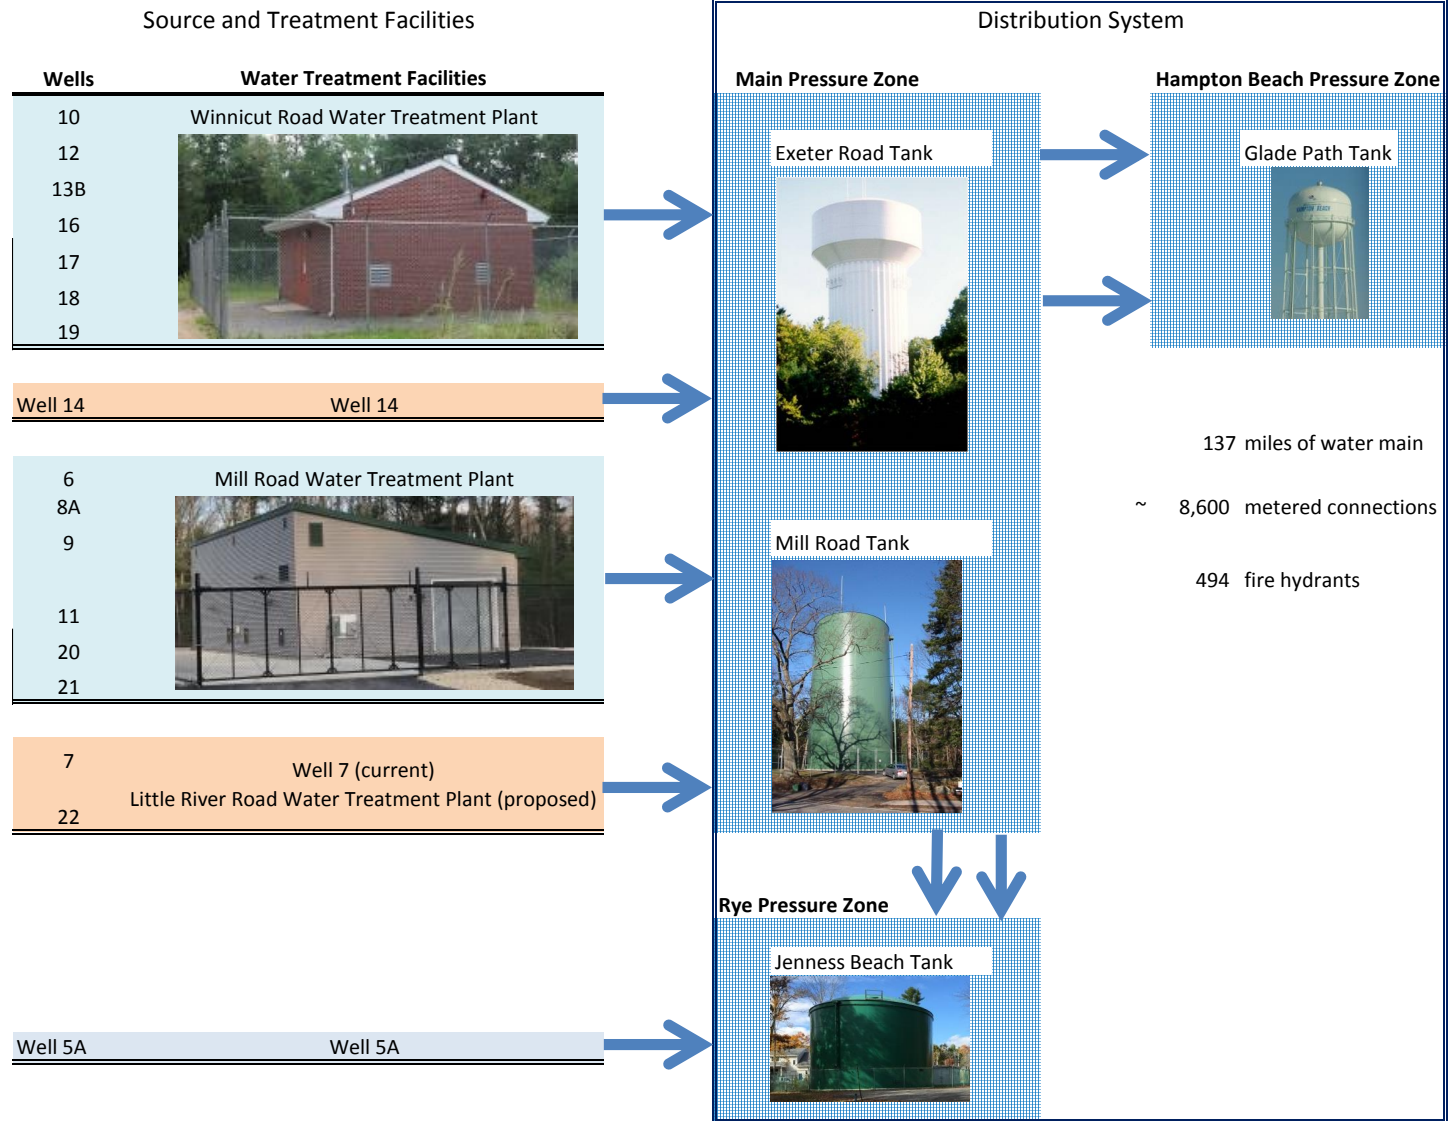 Source and Treatment Facilities
Distribution System
Wells
Water Treatment Facilities
Main Pressure Zone
Hampton Beach Pressure Zone
10
Winnicut Road Water Treatment Plant
12
13B
16
17
18
19
Exeter Road Tank
Glade Path Tank
HAMPTON BEACH
Well 14
Well 14
137 miles of water main
6
Mill Road Water Treatment Plant
8A
9
11
20
21
~ 8,600 metered connections
Mill Road Tank
494 fire hydrants
7
Well 7 (current)
Little River Road Water Treatment Plant (proposed)
22
Rye Pressure Zone
Jenness Beach Tank
Well 5A
Well 5A